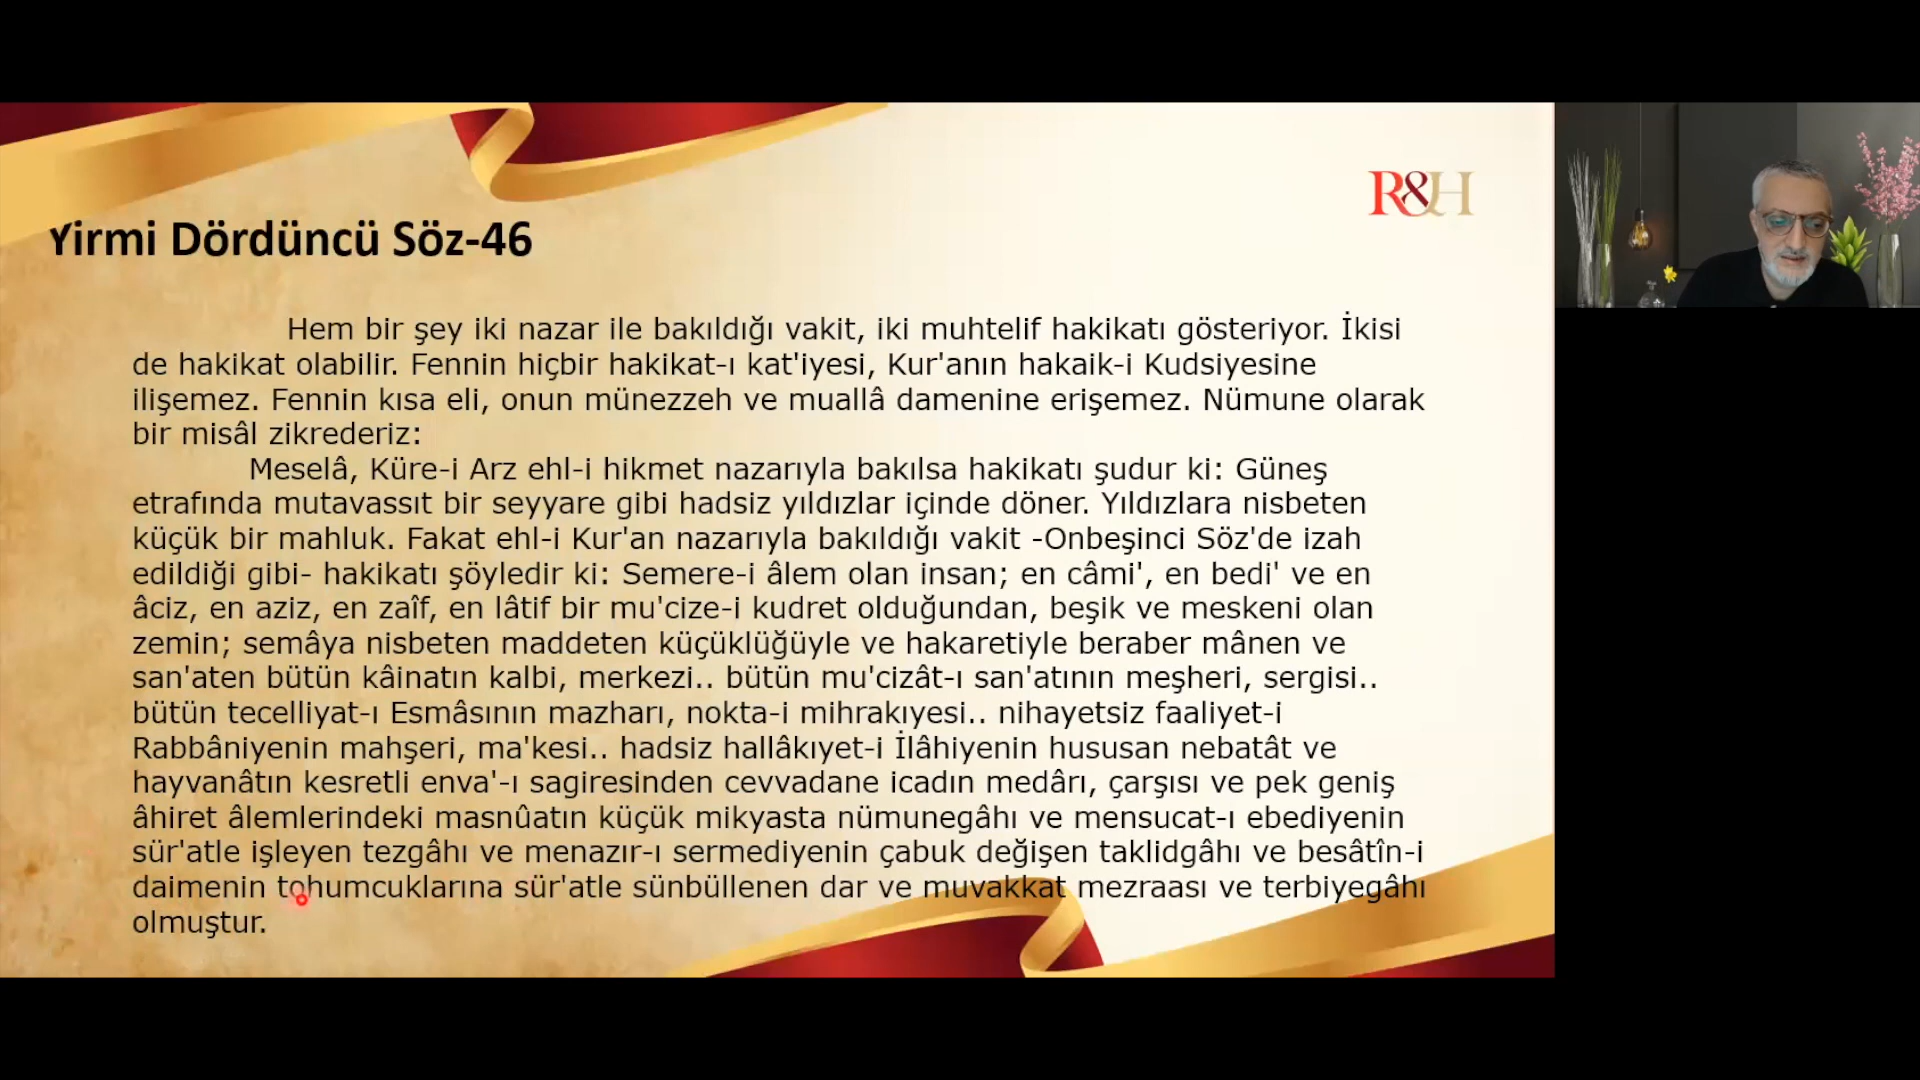 R&H
Yirmi Dördüncü Söz-46
Hem bir şey iki nazar ile bakıldığı vakit, iki muhtelif hakikatı gösteriyor. İkisi
de hakikat olabilir. Fennin hiçbir hakikat-ı kat'iyesi, Kur'anın hakaik-i Kudsiyesine
ilişemez. Fennin kısa eli, onun münezzeh ve muallâ damenine erişemez. Nümune olarak
bir misâl zikrederiz:
Meselâ, Küre-i Arz ehl-i hikmet nazarıyla bakılsa hakikatı şudur ki: Güneş
etrafında mutavassıt bir seyyare gibi hadsiz yıldızlar içinde döner. Yıldızlara nisbeten
küçük bir mahluk. Fakat ehl-i Kur'an nazarıyla bakıldığı vakit -Onbeşinci Söz'de izah
edildiği gibi- hakikatı şöyledir ki: Semere-i âlem olan insan; en câmi', en bedi' ve en
âciz, en aziz, en zaîf, en lâtif bir mu'cize-i kudret olduğundan, beşik ve meskeni olan
zemin; semâya nisbeten maddeten küçüklüğüyle ve hakaretiyle beraber mânen ve
san'aten bütün kâinatın kalbi, merkezi.. bütün mu'cizât-ı san'atının meşheri, sergisi..
bütün tecelliyat-ı Esmâsının mazharı, nokta-i mihrakıyesi.. nihayetsiz faaliyet-i
Rabbâniyenin mahşeri, ma'kesi.. hadsiz hallâkıyet-i İlâhiyenin hususan nebatât ve
hayvanâtın kesretli enva'-ı sagiresinden cevvadane icadın medârı, çarşısı ve pek geniş
âhiret âlemlerindeki masnûatın küçük mikyasta nümunegâhı ve mensucat-ı ebediyenin
sür'atle işleyen tezgâhı ve menazır-ı sermediyenin çabuk değişen taklidgâhı ve besâtîn-i
daimenin tohumcuklarına sür'atle sünbüllenen dar ve muvakkat mezraası ve terbiyegâhı
olmuştur.